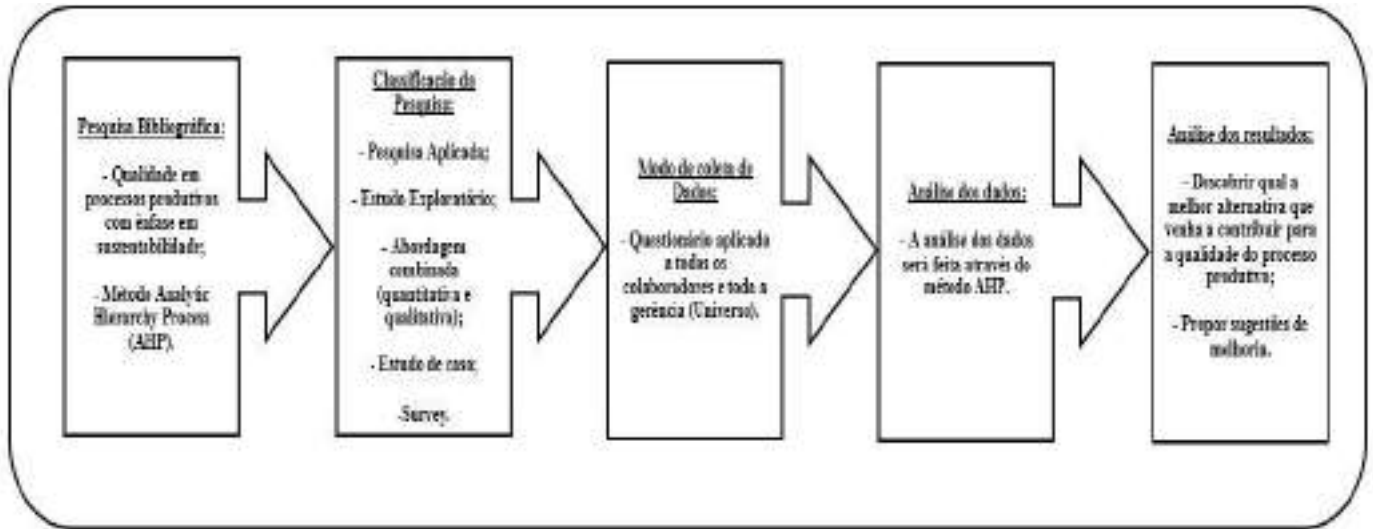 Pesquisa Bibliográfica:
- Qualidade em
processos produtivos
com ênfase em
sustentabilidade;
- Método Analytic
Hierarchy Process
(AHP).
Classificação da
Pesquisa:
- Pesquisa Aplicada;
- Estudo Exploratório;
- Abordagem
combinada
(quantitativa e
qualitativa);
- Estudo de caso;
-Survey.
Modo de coleta de
Dados:
- Questionário aplicado
a todos os
colaboradores e toda a
gerência (Universo).
Análise dos dados:
- A análise dos dados
será feita através do
método AHP.
Análise dos resultados:
- Descobrir qual a
melhor alternativa que
venha a contribuir para
a qualidade do processo
produtivo;
- Propor sugestões de
melhoria.